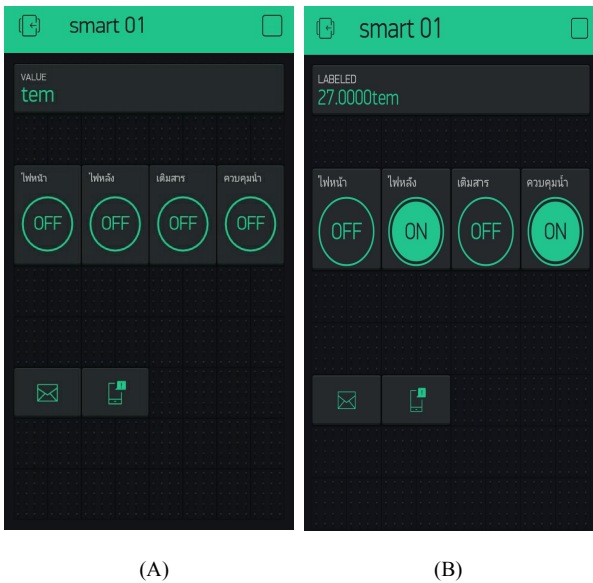 smart 01
VALUE
tem
ไฟหน้า ไฟหลัง เติมสาร ควบคุมน้ำ
OFF OFF OFF OFF
(A)
smart 01
LABELED
27.0000tem
ไฟหน้า ไฟหลัง เติมสาร ควบคุมน้ำ
OFF ON OFF ON
(B)